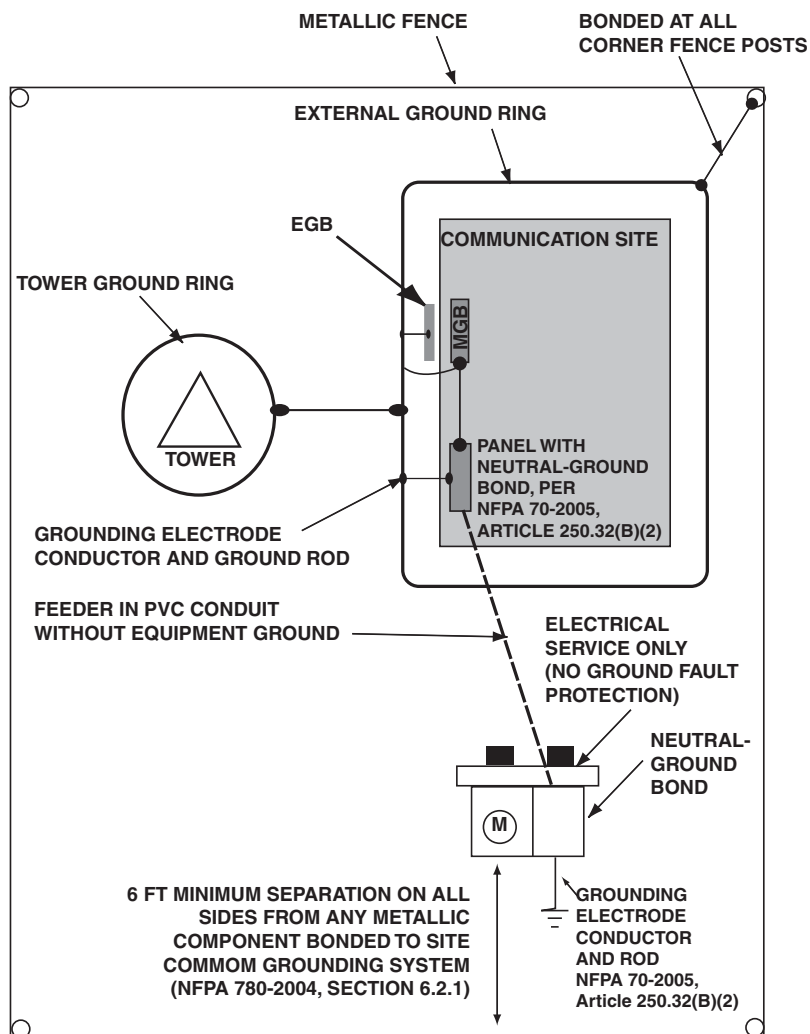 METALLIC FENCE
BONDED AT ALL
CORNER FENCE POSTS
EXTERNAL GROUND RING
EGB
COMMUNICATION SITE
TOWER GROUND RING
MGB
TOWER
PANEL WITH
NEUTRAL-GROUND
BOND, PER
NFPA 70-2005,
ARTICLE 250.32(B)(2)
GROUNDING ELECTRODE
CONDUCTOR AND GROUND ROD
FEEDER IN PVC CONDUIT
WITHOUT EQUIPMENT GROUND
ELECTRICAL
SERVICE ONLY
(NO GROUND FAULT
PROTECTION)
NEUTRAL-
GROUND
BOND
M
6 FT MINIMUM SEPARATION ON ALL
SIDES FROM ANY METALLIC
COMPONENT BONDED TO SITE
COMMOM GROUNDING SYSTEM
(NFPA 780-2004, SECTION 6.2.1)
GROUNDING
ELECTRODE
CONDUCTOR
AND ROD
NFPA 70-2005,
Article 250.32(B)(2)